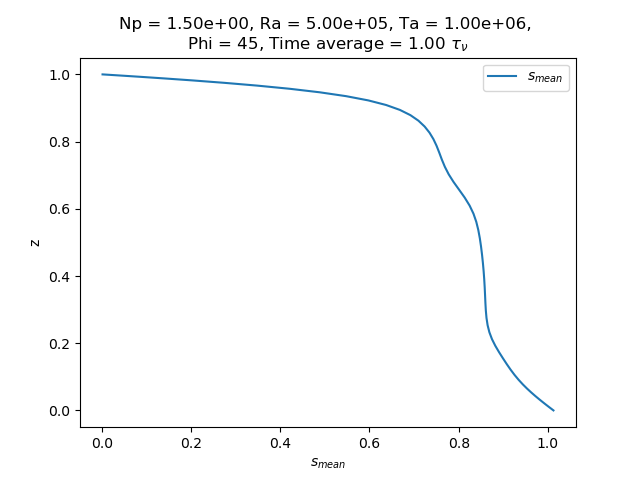 Np = 1.50e+00, Ra = 5.00e+05, Ta = 1.00e+06,
Phi = 45, Time average = 1.00 τν
smean
1.0
0.8
0.6
0.4
0.2
0.0
z
0.0 0.2 0.4 0.6 0.8 1.0
smean